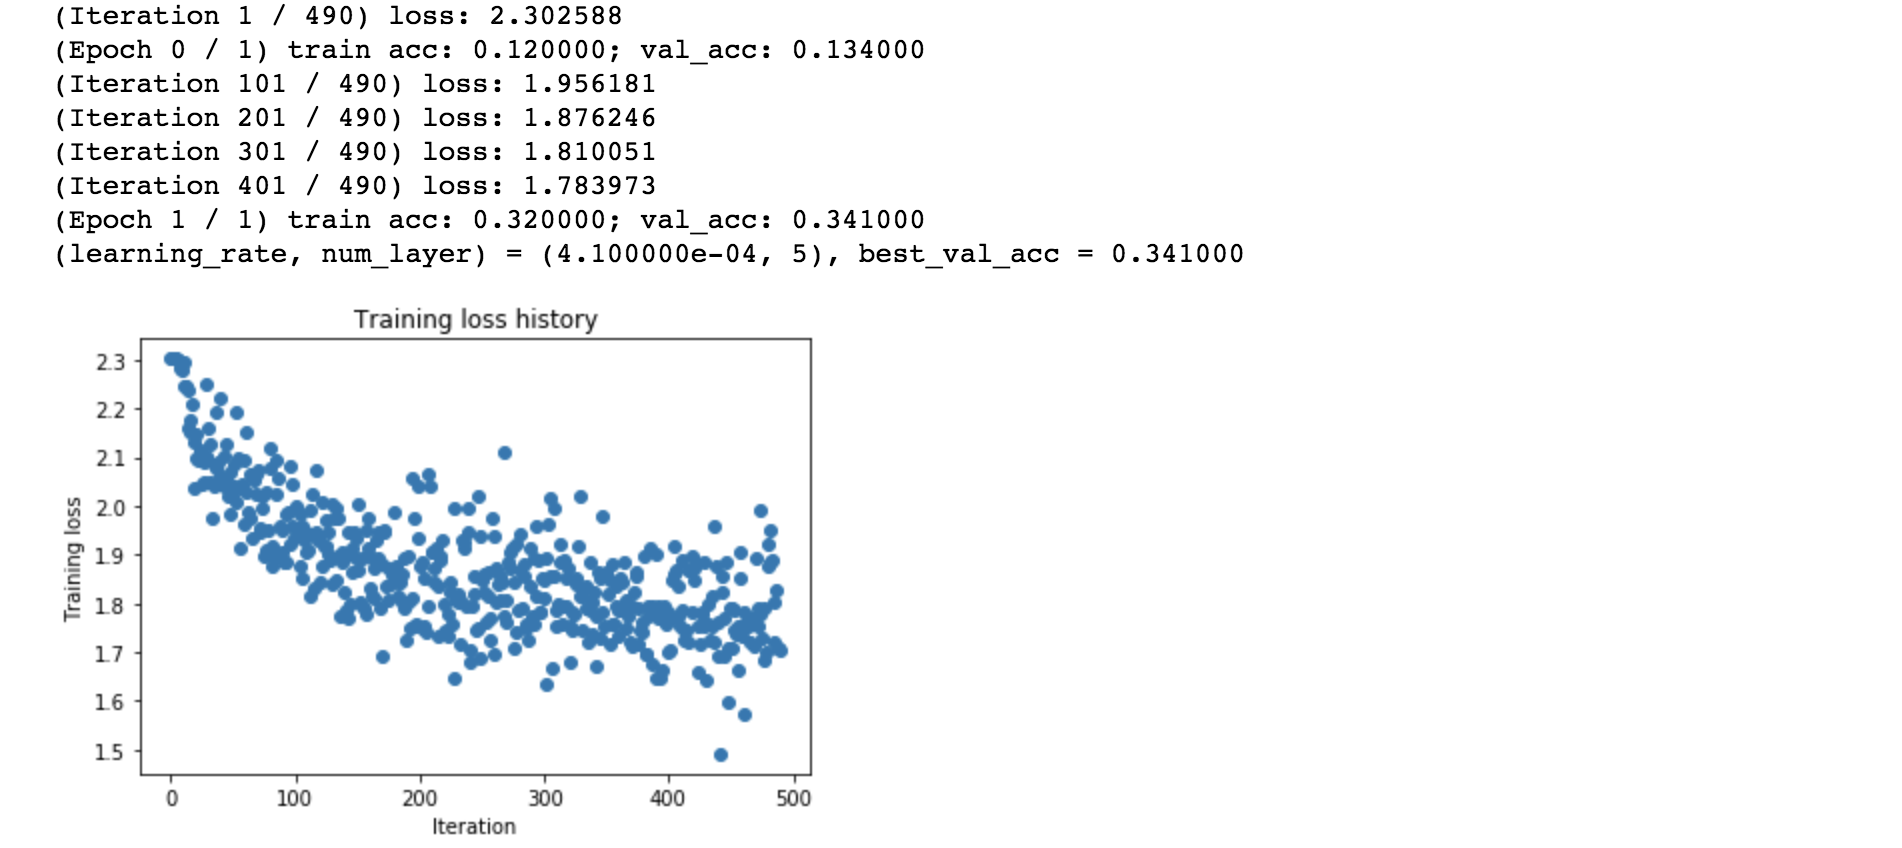 (Iteration 1 / 490) loss: 2.302588
(Epoch 0 / 1) train acc: 0.120000; val_acc: 0.134000
(Iteration 101 / 490) loss: 1.956181
(Iteration 201 / 490) loss: 1.876246
(Iteration 301 / 490) loss: 1.810051
(Iteration 401 / 490) loss: 1.783973
(Epoch 1 / 1) train acc: 0.320000; val_acc: 0.341000
(learning_rate, num_layer) = (4.100000e-04, 5), best_val_acc = 0.341000
Training loss history
Training loss
2.3
2.2
2.1
2.0
1.9
1.8
1.7
1.6
1.5
0 100 200 300 400 500
Iteration